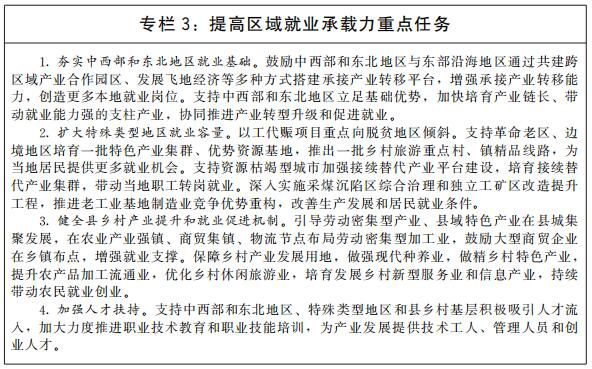 专栏 3：提高区域就业承载力重点任务
1. 夯实中西部和东北地区就业基础。鼓励中西部和东北地区与东部沿海地区通过共建跨
区域产业合作园区、发展飞地经济等多种方式搭建承接产业转移平台，增强承接产业转移能
力，创造更多本地就业岗位。支持中西部和东北地区立足基础优势，加快培育产业链长、带
动就业能力强的支柱产业，协同推进产业转型升级和促进就业。
2. 扩大特殊类型地区就业容量。以工代赈项目重点向脱贫地区倾斜。支持革命老区、边
境地区培育一批特色产业集群、优势资源基地，推出一批乡村旅游重点村、镇精品线路，为
当地居民提供更多就业机会。支持资源枯竭型城市加强接续替代产业平台建设，培育接续替
代产业集群，带动当地职工转岗就业。深入实施采煤沉陷区综合治理和独立工矿区改造提升
工程，推进老工业基地制造业竞争优势重构，改善生产发展和居民就业条件。
3. 健全县乡村产业提升和就业促进机制。引导劳动密集型产业、县域特色产业在县城集
聚发展，在农业产业强镇、商贸集镇、物流节点布局劳动密集型加工业，鼓励大型商贸企业
在乡镇布点，增强就业支撑。保障乡村产业发展用地，做强现代种养业，做精乡村特色产业，
提升农产品加工流通业，优化乡村休闲旅游业，培育发展乡村新型服务业和信息产业，持续
带动农民就业创业。
4. 加强人才扶持。支持中西部和东北地区、特殊类型地区和县乡村基层积极吸引人才流
入，加大力度推进职业技术教育和职业技能培训，为产业发展提供技术工人、管理人员和创
业人才。